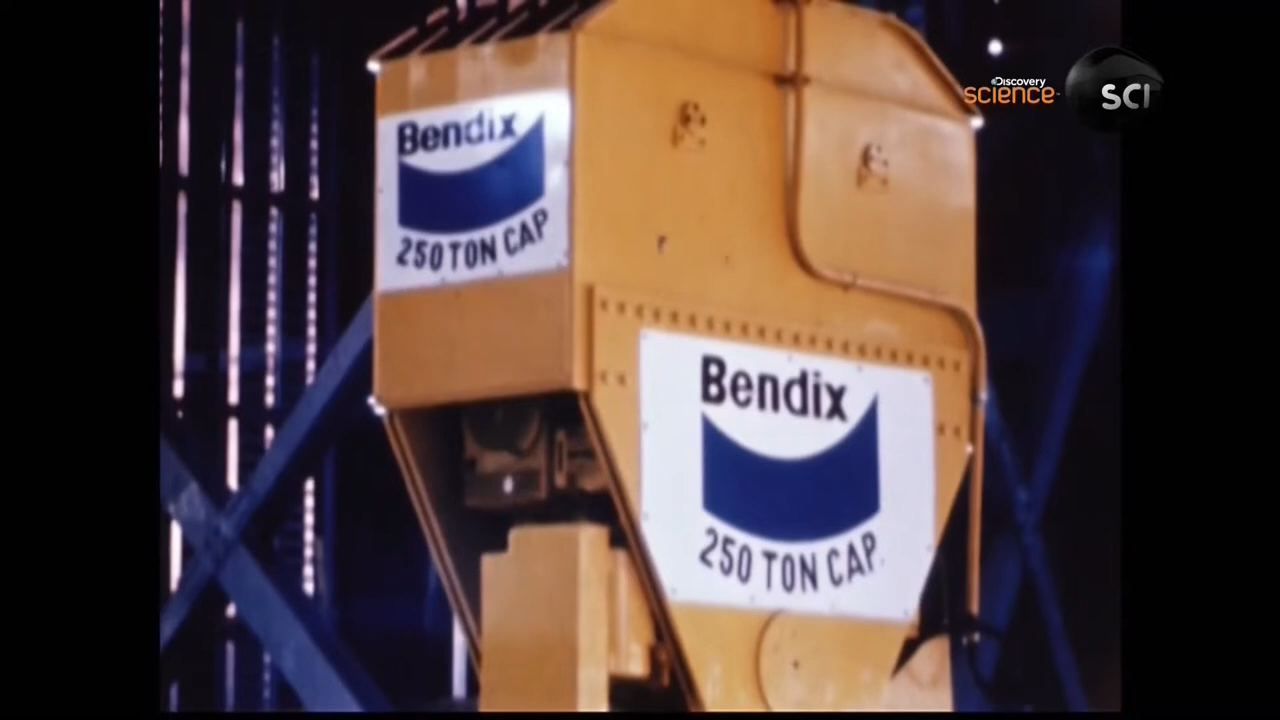 Bendix
250 TON CAP
Discovery
science
SCI
Bendix
250 TON CAP.